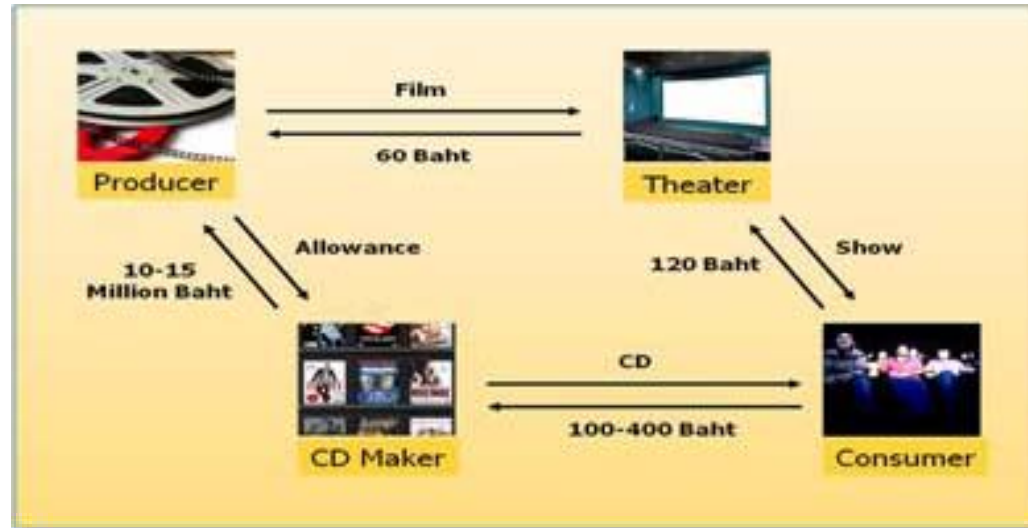 Film
60 Baht
Producer
Theater
Allowance
10-15
Million Baht
120 Baht
Show
CD
100-400 Baht
CD Maker
Consumer